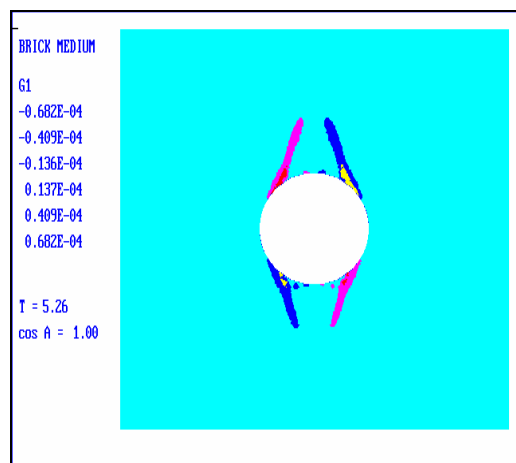 BRICK MEDIUM
G1
-0.682E-04
-0.409E-04
-0.136E-04
0.137E-04
0.409E-04
0.682E-04
T = 5.26
cos A = 1.00